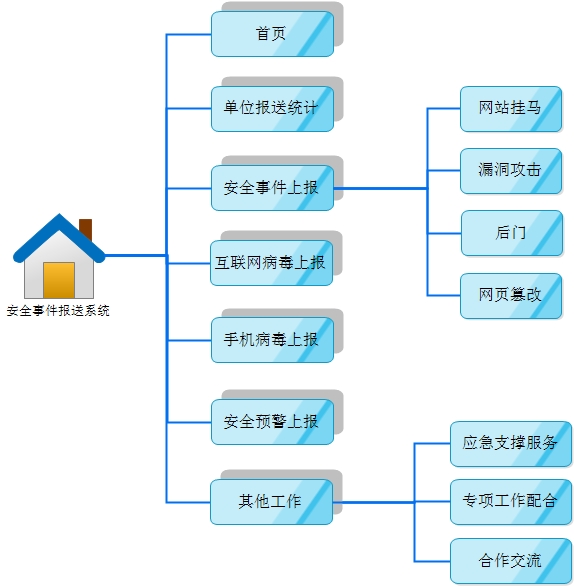 首页
单位报送统计
安全事件上报
互联网病毒上报
手机病毒上报
安全预警上报
其他工作
安全事件报送系统
网站挂马
漏洞攻击
后门
网页篡改
应急支撑服务
专项工作配合
合作交流